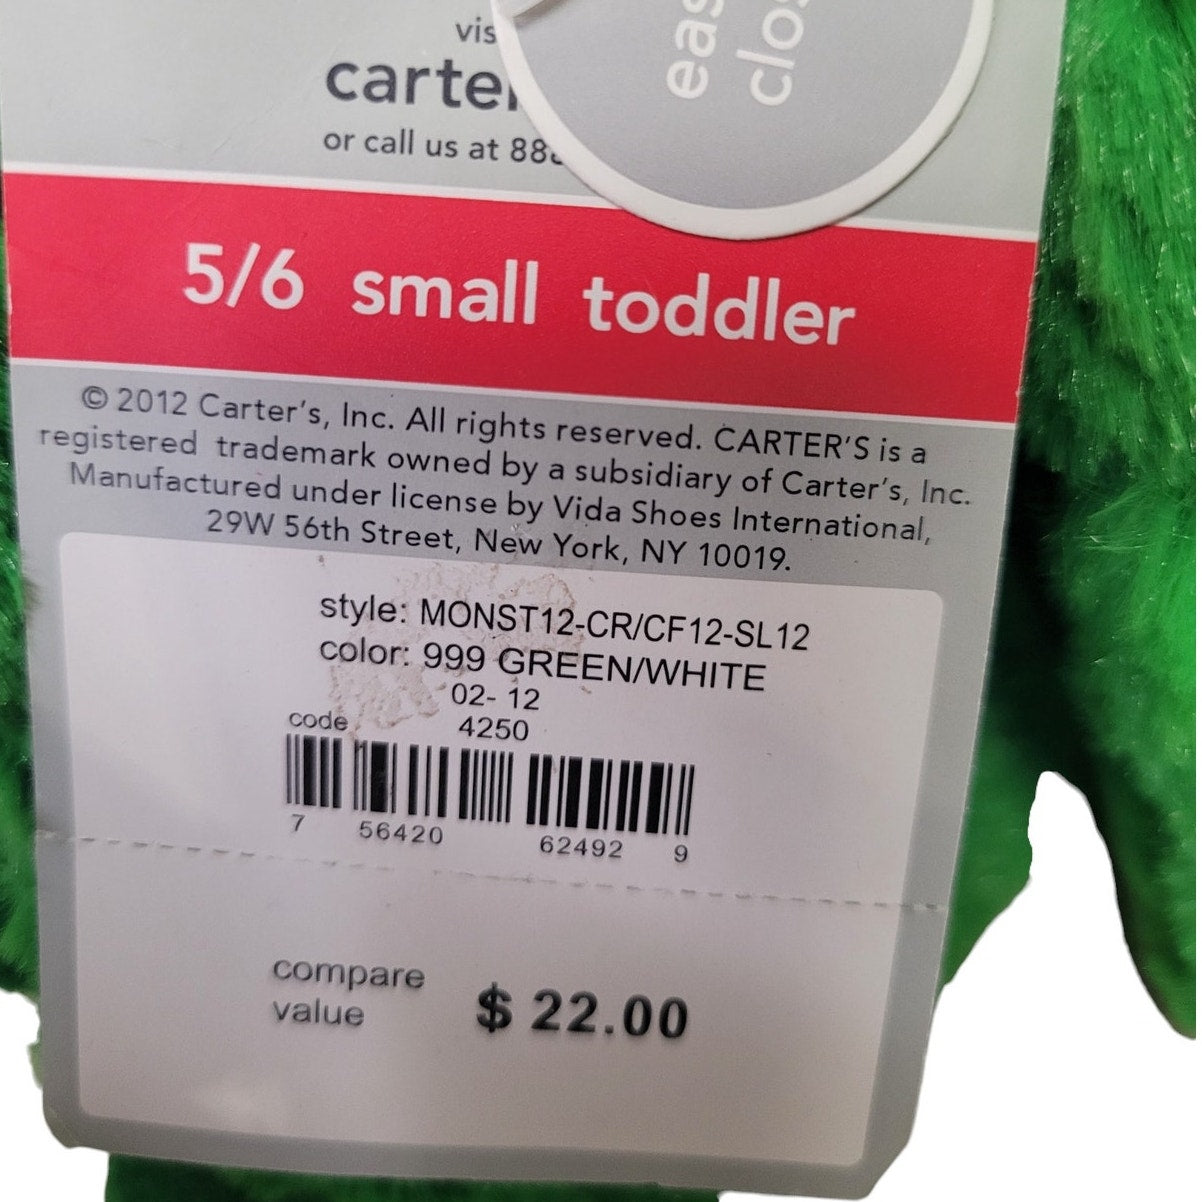 vis
carter
or call us at 88
eas
clos
5/6 small toddler
© 2012 Carter's, Inc. All rights reserved. CARTER'S is a
registered trademark owned by a subsidiary of Carter's, Inc.
Manufactured under license by Vida Shoes International,
29W 56th Street, New York, NY 10019.
style: MONST12-CR/CF12-SL12
color: 999 GREEN/WHITE
02- 12
code 4250
7 56420 62492 9
compare
value $ 22.00